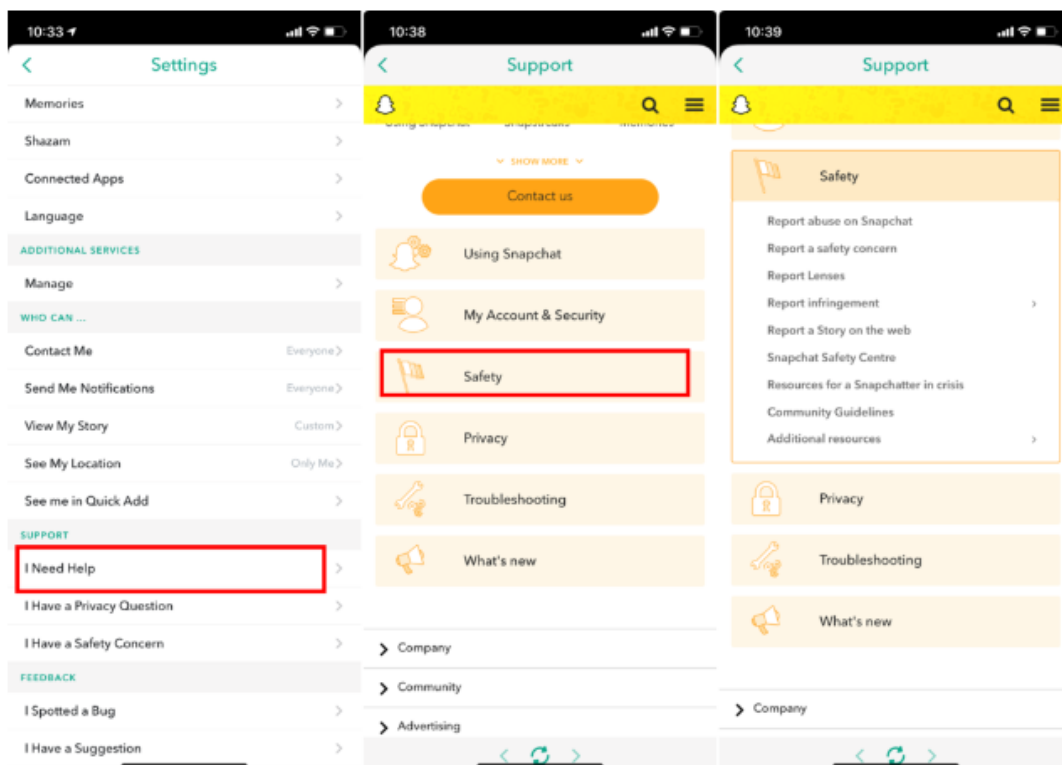 10:33
Settings
Memories
Shazam
Connected Apps
Language
ADDITIONAL SERVICES
Manage
WHO CAN ...
Contact Me Everyone
Send Me Notifications Everyone
View My Story Custom
See My Location Only Me
See me in Quick Add
SUPPORT
I Need Help
I Have a Privacy Question
I Have a Safety Concern
FEEDBACK
I Spotted a Bug
I Have a Suggestion
10:38
Support
Using Snapchat Snapstreaks Memories
SHOW MORE
Contact us
Using Snapchat
My Account & Security
Safety
Privacy
Troubleshooting
What's new
Company
Community
Advertising
10:39
Support
Safety
Report abuse on Snapchat
Report a safety concern
Report Lenses
Report infringement
Report a Story on the web
Snapchat Safety Centre
Resources for a Snapchatter in crisis
Community Guidelines
Additional resources
Privacy
Troubleshooting
What's new
Company